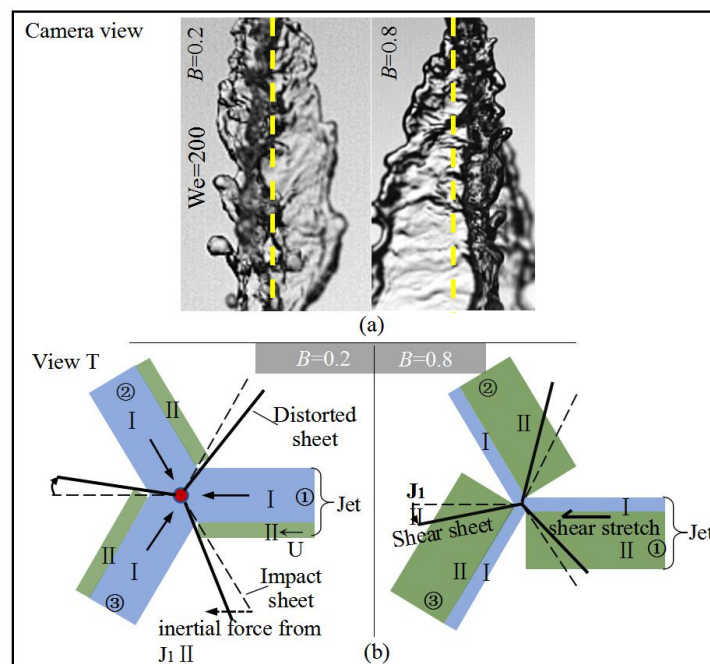 Camera view
B=0.2
B=0.8
We=200
(a)
View T
B=0.2
B=0.8
②
I
II
Distorted sheet
I
①
Jet
II
U
II
I
③
Impact sheet
inertial force from J₁ II
②
II
I
J₁
II
Shear sheet
I
shear stretch
II
①
Jet
II
I
③
(b)